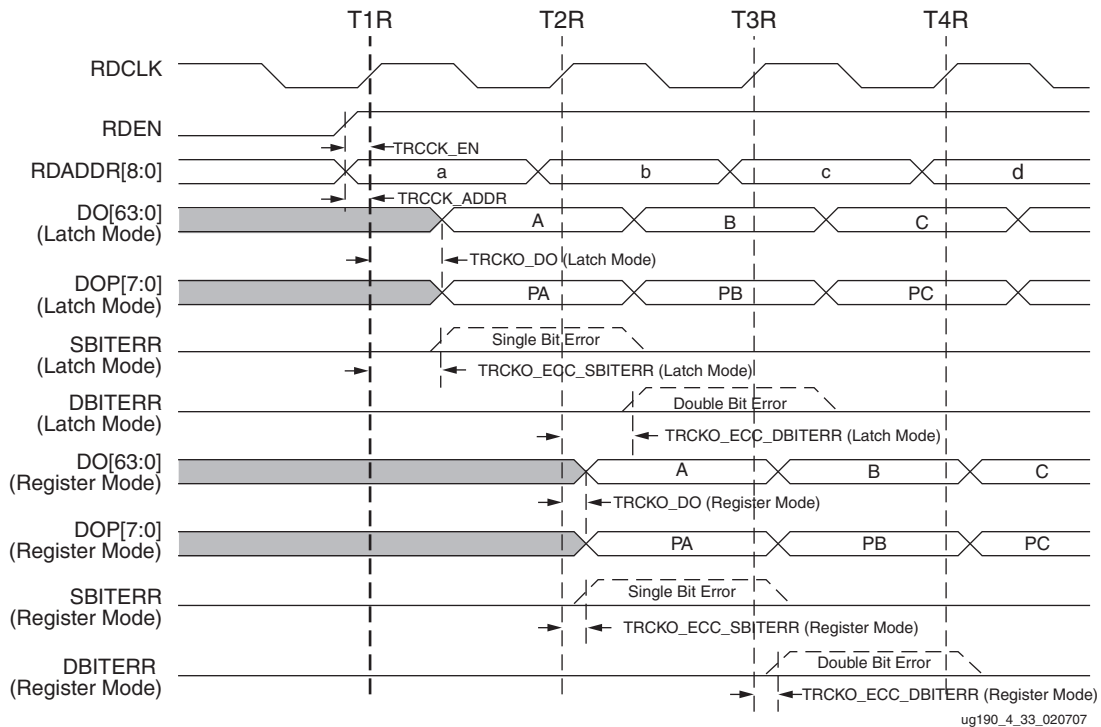 T1R T2R T3R T4R
RDCLK
RDEN
TRCCK_EN
RDADDR[8:0] a b c d
TRCCK_ADDR
DO[63:0]
(Latch Mode) A B C
TRCKO_DO (Latch Mode)
DOP[7:0]
(Latch Mode) PA PB PC
SBITERR
(Latch Mode) Single Bit Error
TRCKO_ECC_SBITERR (Latch Mode)
DBITERR
(Latch Mode) Double Bit Error
TRCKO_ECC_DBITERR (Latch Mode)
DO[63:0]
(Register Mode) A B C
TRCKO_DO (Register Mode)
DOP[7:0]
(Register Mode) PA PB PC
SBITERR
(Register Mode) Single Bit Error
TRCKO_ECC_SBITERR (Register Mode)
DBITERR
(Register Mode) Double Bit Error
TRCKO_ECC_DBITERR (Register Mode)
ug190_4_33_020707